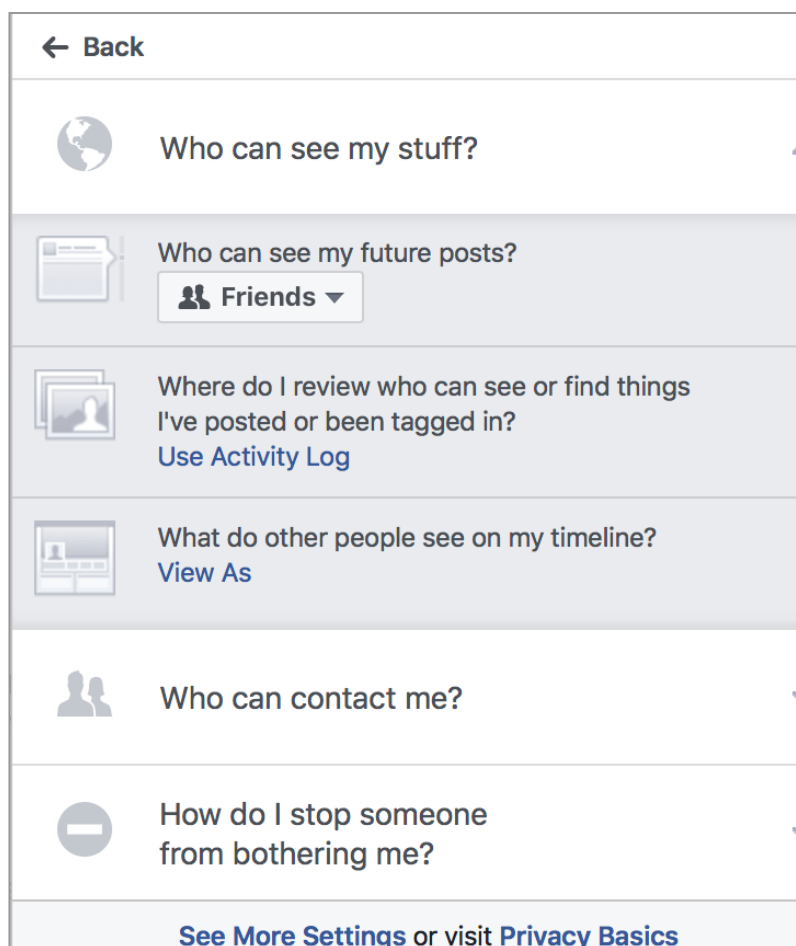 Back
Who can see my stuff?
Who can see my future posts?
Friends
Where do I review who can see or find things
I've posted or been tagged in?
Use Activity Log
What do other people see on my timeline?
View As
Who can contact me?
How do I stop someone
from bothering me?
See More Settings or visit Privacy Basics